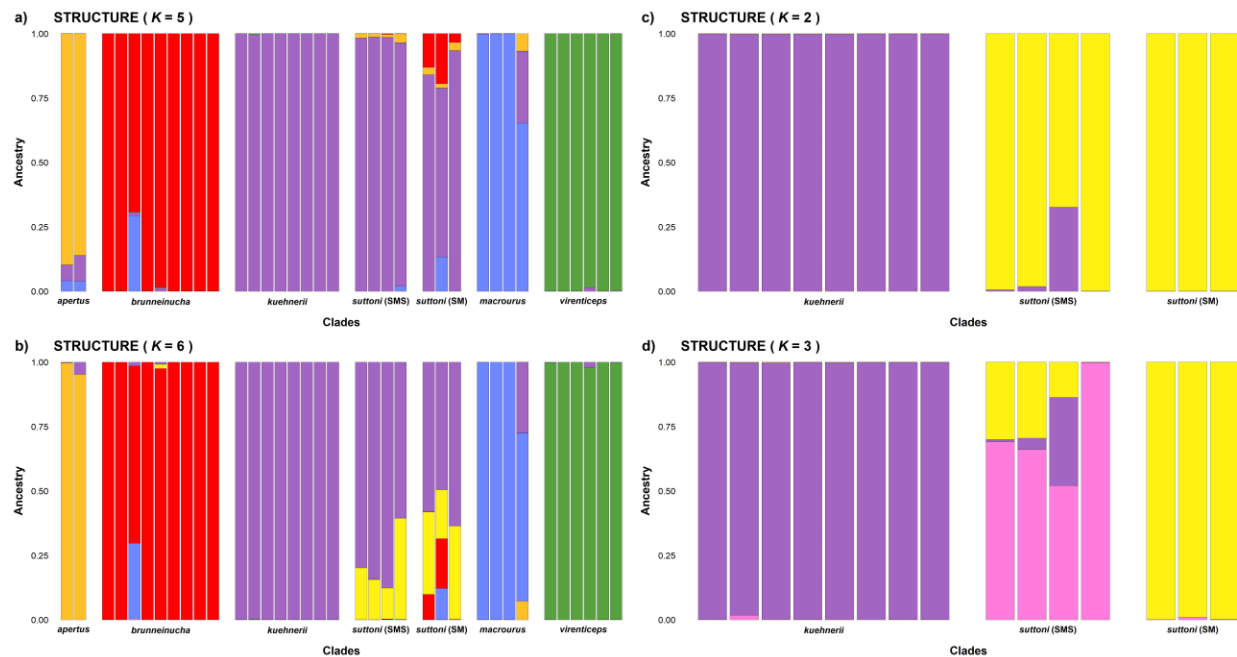 a) STRUCTURE ( K = 5 )
1.00
0.75
0.50
0.25
0.00
Ancestry
apertus brunneinucha kuehnerii suttoni (SMS) suttoni (SM) macrourus virenticeps
Clades
b) STRUCTURE ( K = 6 )
1.00
0.75
0.50
0.25
0.00
Ancestry
apertus brunneinucha kuehnerii suttoni (SMS) suttoni (SM) macrourus virenticeps
Clades
c) STRUCTURE ( K = 2 )
1.00
0.75
0.50
0.25
0.00
Ancestry
kuehnerii suttoni (SMS) suttoni (SM)
Clades
d) STRUCTURE ( K = 3 )
1.00
0.75
0.50
0.25
0.00
Ancestry
kuehnerii suttoni (SMS) suttoni (SM)
Clades